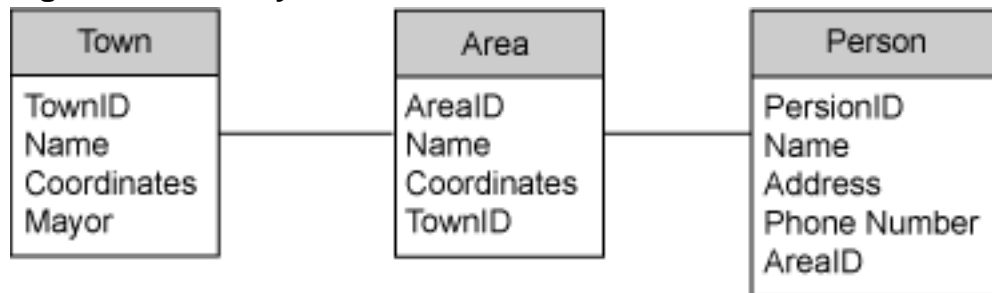 Town
TownID
Name
Coordinates
Mayor
Area
AreaID
Name
Coordinates
TownID
Person
PersionID
Name
Address
Phone Number
AreaID